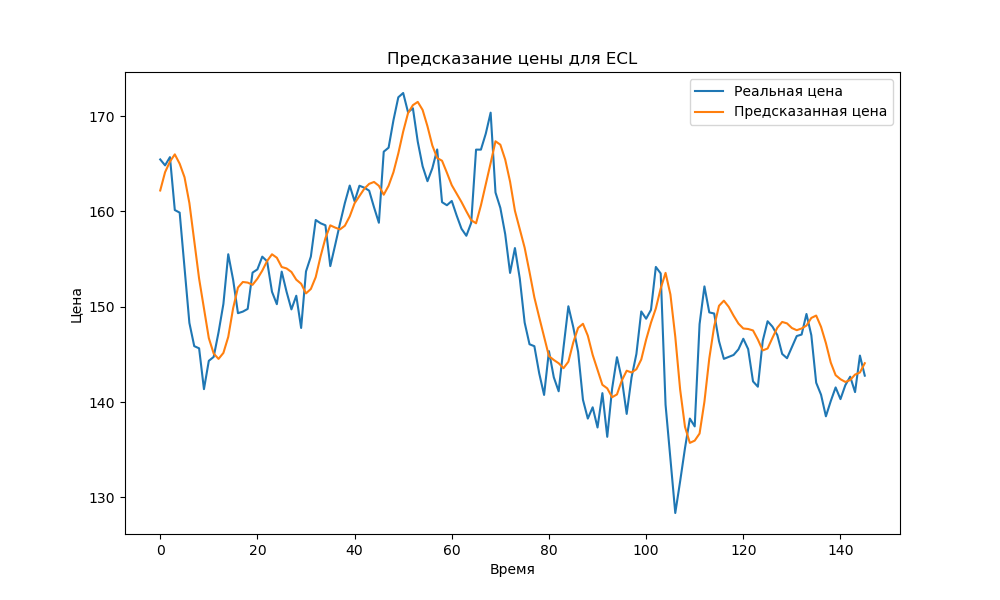 Предсказание цены для ECL
Реальная цена
Предсказанная цена
Цена
170
160
150
140
130
0 20 40 60 80 100 120 140
Время